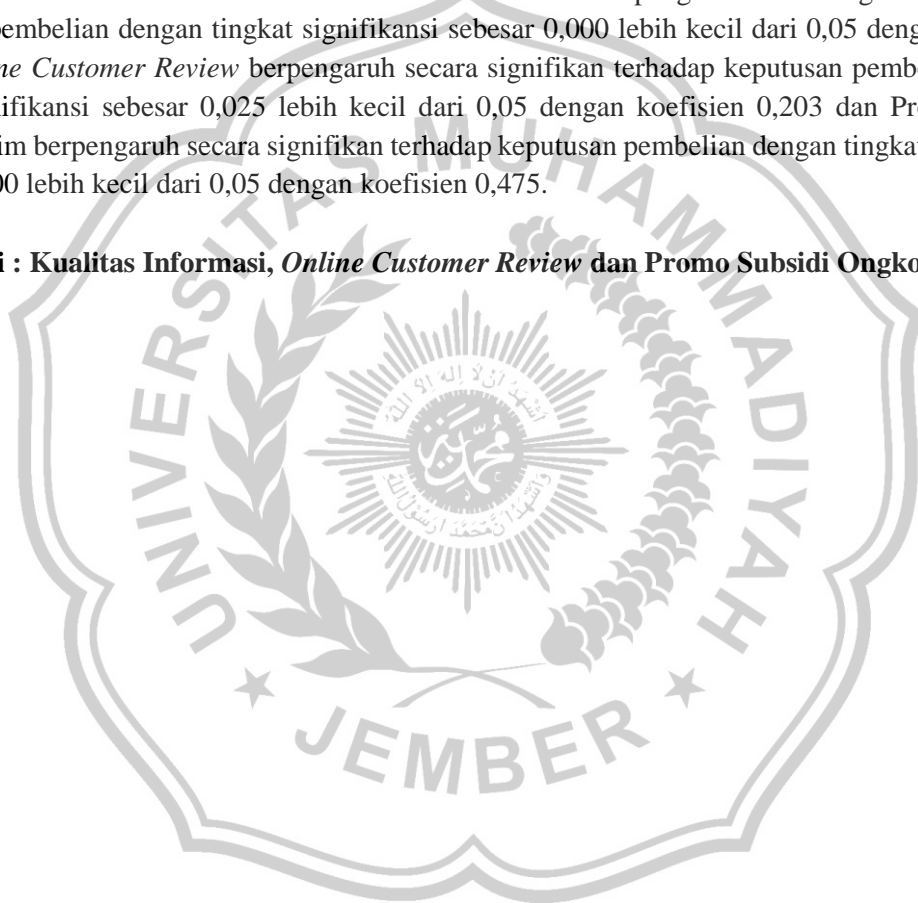 pembelian dengan tingkat signifikansi sebesar 0,000 lebih kecil dari 0,05 deng
ne Customer Review berpengaruh secara signifikan terhadap keputusan pemb
nifikansi sebesar 0,025 lebih kecil dari 0,05 dengan koefisien 0,203 dan Pr
im berpengaruh secara signifikan terhadap keputusan pembelian dengan tingkat
00 lebih kecil dari 0,05 dengan koefisien 0,475.
i : Kualitas Informasi, Online Customer Review dan Promo Subsidi Ongko
UNIVERSITAS MUHAMMADIYAH
JEMBER